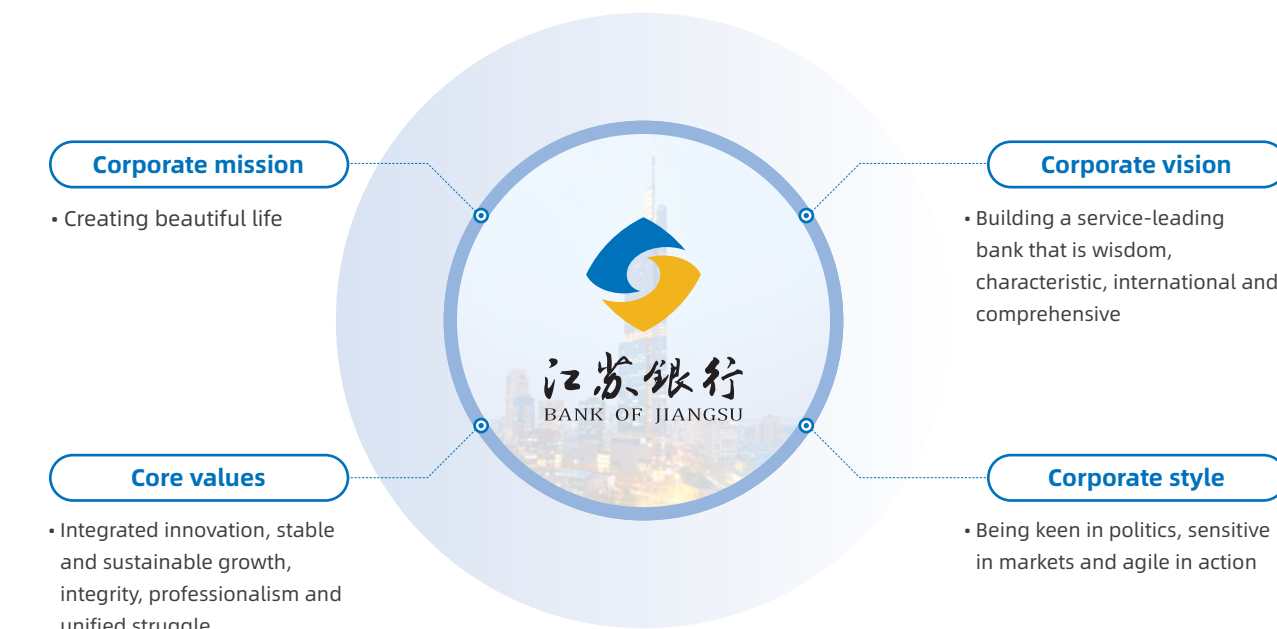 Corporate mission
• Creating beautiful life
Corporate vision
• Building a service-leading
bank that is wisdom,
characteristic, international and
comprehensive
江苏银行
BANK OF JIANGSU
Core values
• Integrated innovation, stable
and sustainable growth,
integrity, professionalism and
unified struggle
Corporate style
• Being keen in politics, sensitive
in markets and agile in action